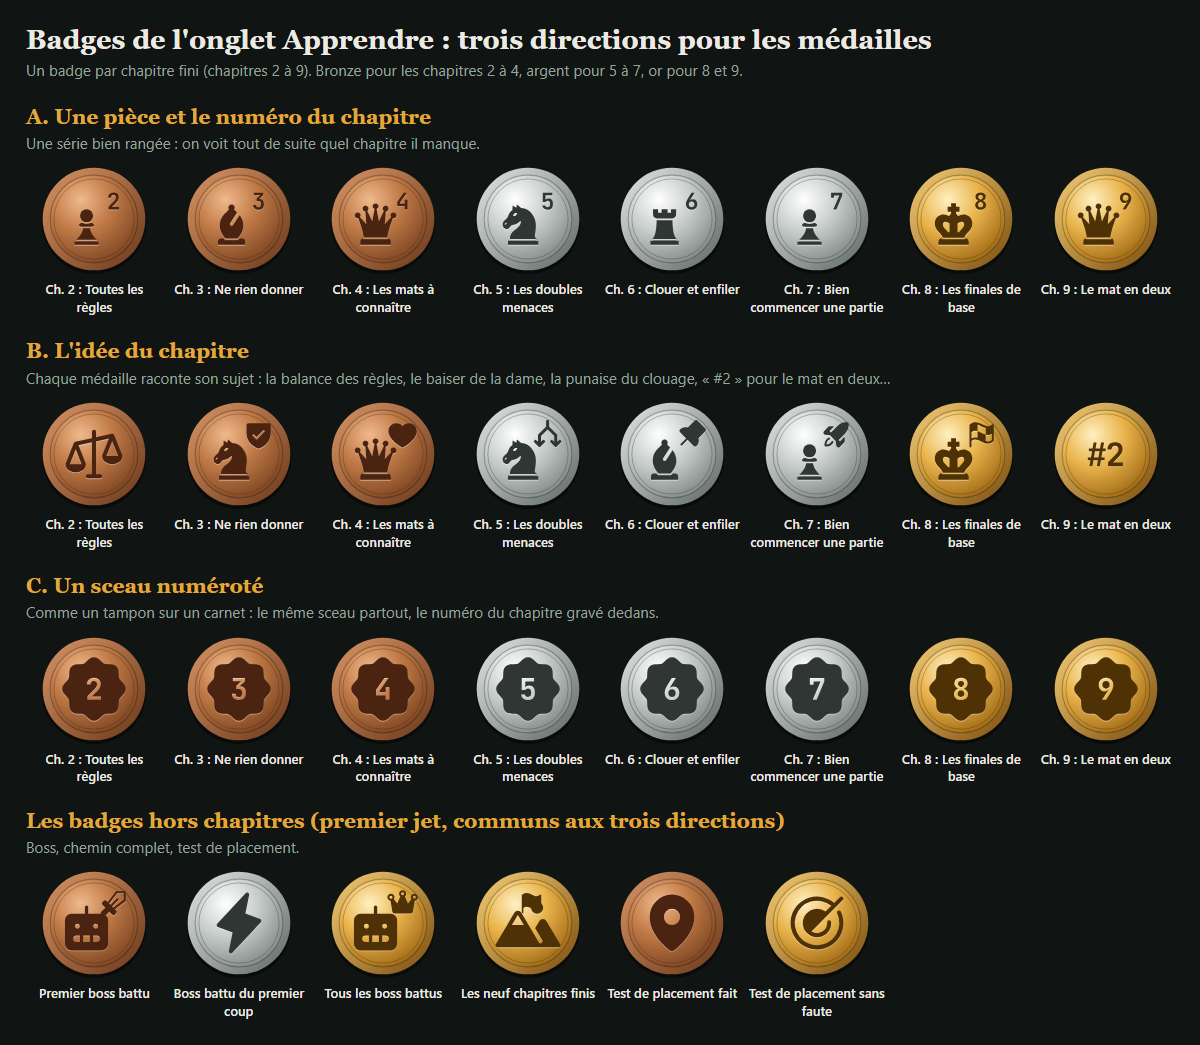 Badges de l'onglet Apprendre : trois directions pour les médailles
Un badge par chapitre fini (chapitres 2 à 9). Bronze pour les chapitres 2 à 4, argent pour 5 à 7, or pour 8 et 9.
A. Une pièce et le numéro du chapitre
Une série bien rangée : on voit tout de suite quel chapitre il manque.
2 3 4 5 6 7 8 9
Ch. 2 : Toutes les règles
Ch. 3 : Ne rien donner
Ch. 4 : Les mats à connaître
Ch. 5 : Les doubles menaces
Ch. 6 : Clouer et enfiler
Ch. 7 : Bien commencer une partie
Ch. 8 : Les finales de base
Ch. 9 : Le mat en deux
B. L'idée du chapitre
Chaque médaille raconte son sujet : la balance des règles, le baiser de la dame, la punaise du clouage, « #2 » pour le mat en deux...
#2
Ch. 2 : Toutes les règles
Ch. 3 : Ne rien donner
Ch. 4 : Les mats à connaître
Ch. 5 : Les doubles menaces
Ch. 6 : Clouer et enfiler
Ch. 7 : Bien commencer une partie
Ch. 8 : Les finales de base
Ch. 9 : Le mat en deux
C. Un sceau numéroté
Comme un tampon sur un carnet : le même sceau partout, le numéro du chapitre gravé dedans.
2 3 4 5 6 7 8 9
Ch. 2 : Toutes les règles
Ch. 3 : Ne rien donner
Ch. 4 : Les mats à connaître
Ch. 5 : Les doubles menaces
Ch. 6 : Clouer et enfiler
Ch. 7 : Bien commencer une partie
Ch. 8 : Les finales de base
Ch. 9 : Le mat en deux
Les badges hors chapitres (premier jet, communs aux trois directions)
Boss, chemin complet, test de placement.
Premier boss battu
Boss battu du premier coup
Tous les boss battus
Les neuf chapitres finis
Test de placement fait
Test de placement sans faute